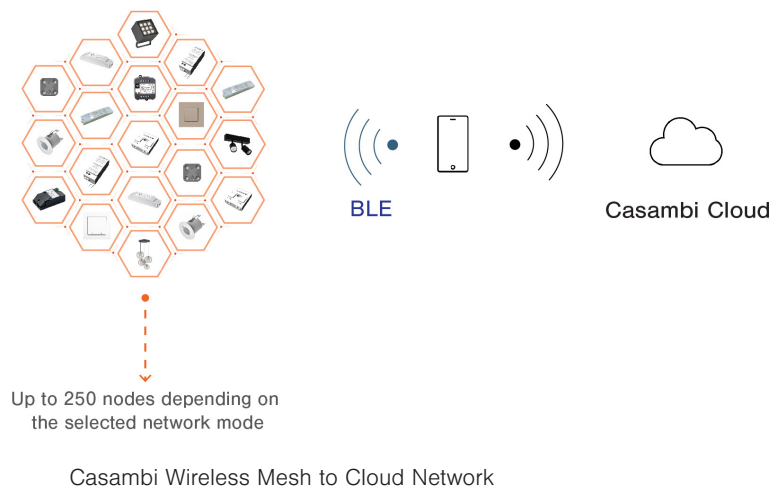 BLE
Casambi Cloud
Up to 250 nodes depending on
the selected network mode
Casambi Wireless Mesh to Cloud Network